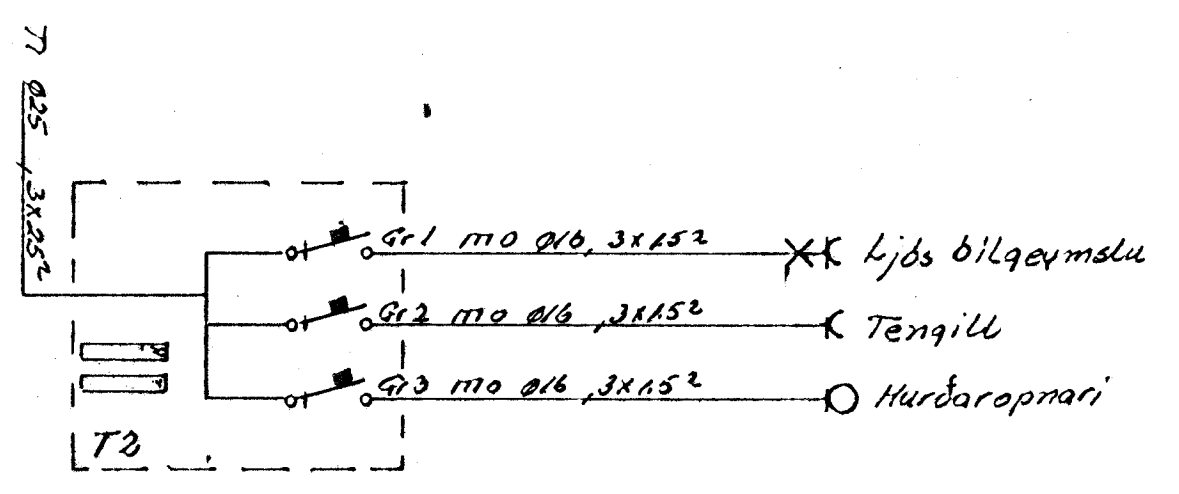 ø25, 3x2.5²
Gr1 mo ø16, 3x1.5² Ljós bílgeymslu
Gr2 mo ø16, 3x1.5² Tengill
Gr3 mo ø16, 3x1.5² Hurðaropnari
T2